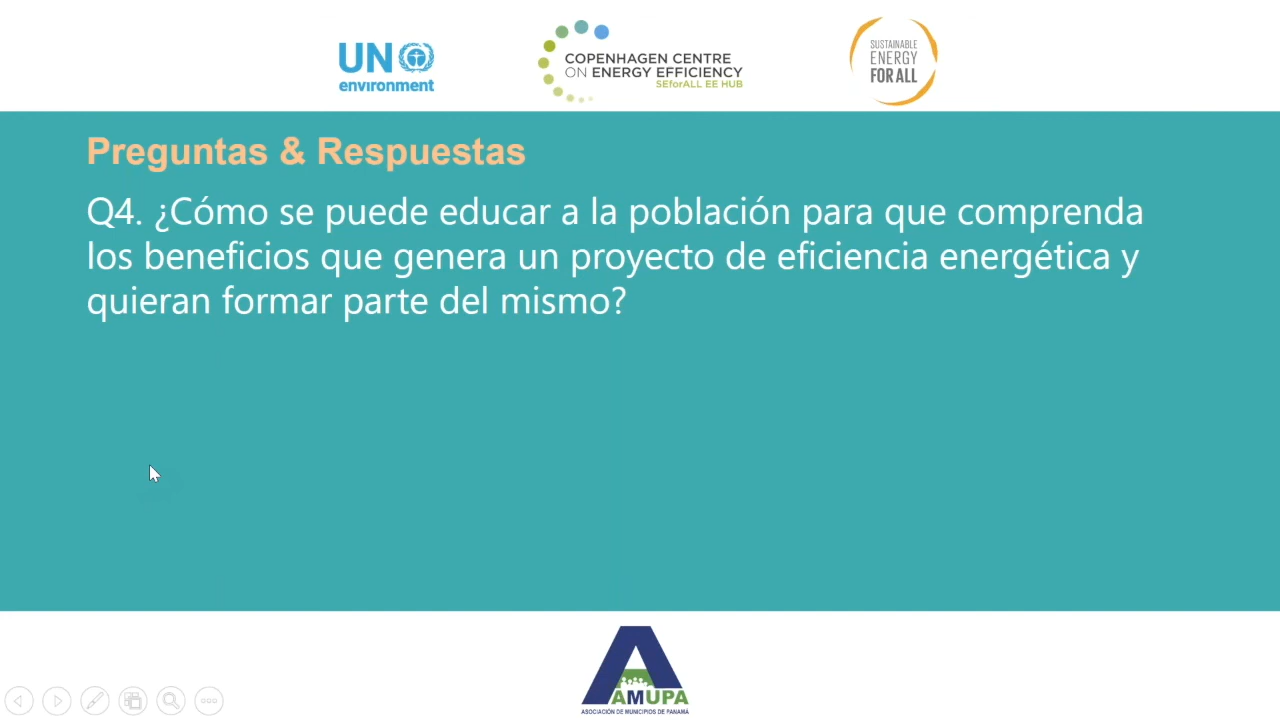 UN
environment
COPENHAGEN CENTRE
ON ENERGY EFFICIENCY
SEforALL EE HUB
SUSTAINABLE
ENERGY
FOR ALL
Preguntas & Respuestas
Q4. ¿Cómo se puede educar a la población para que comprenda
los beneficios que genera un proyecto de eficiencia energética y
quieran formar parte del mismo?
AMUPA
ASOCIACIÓN DE MUNICIPIOS DE PANAMÁ